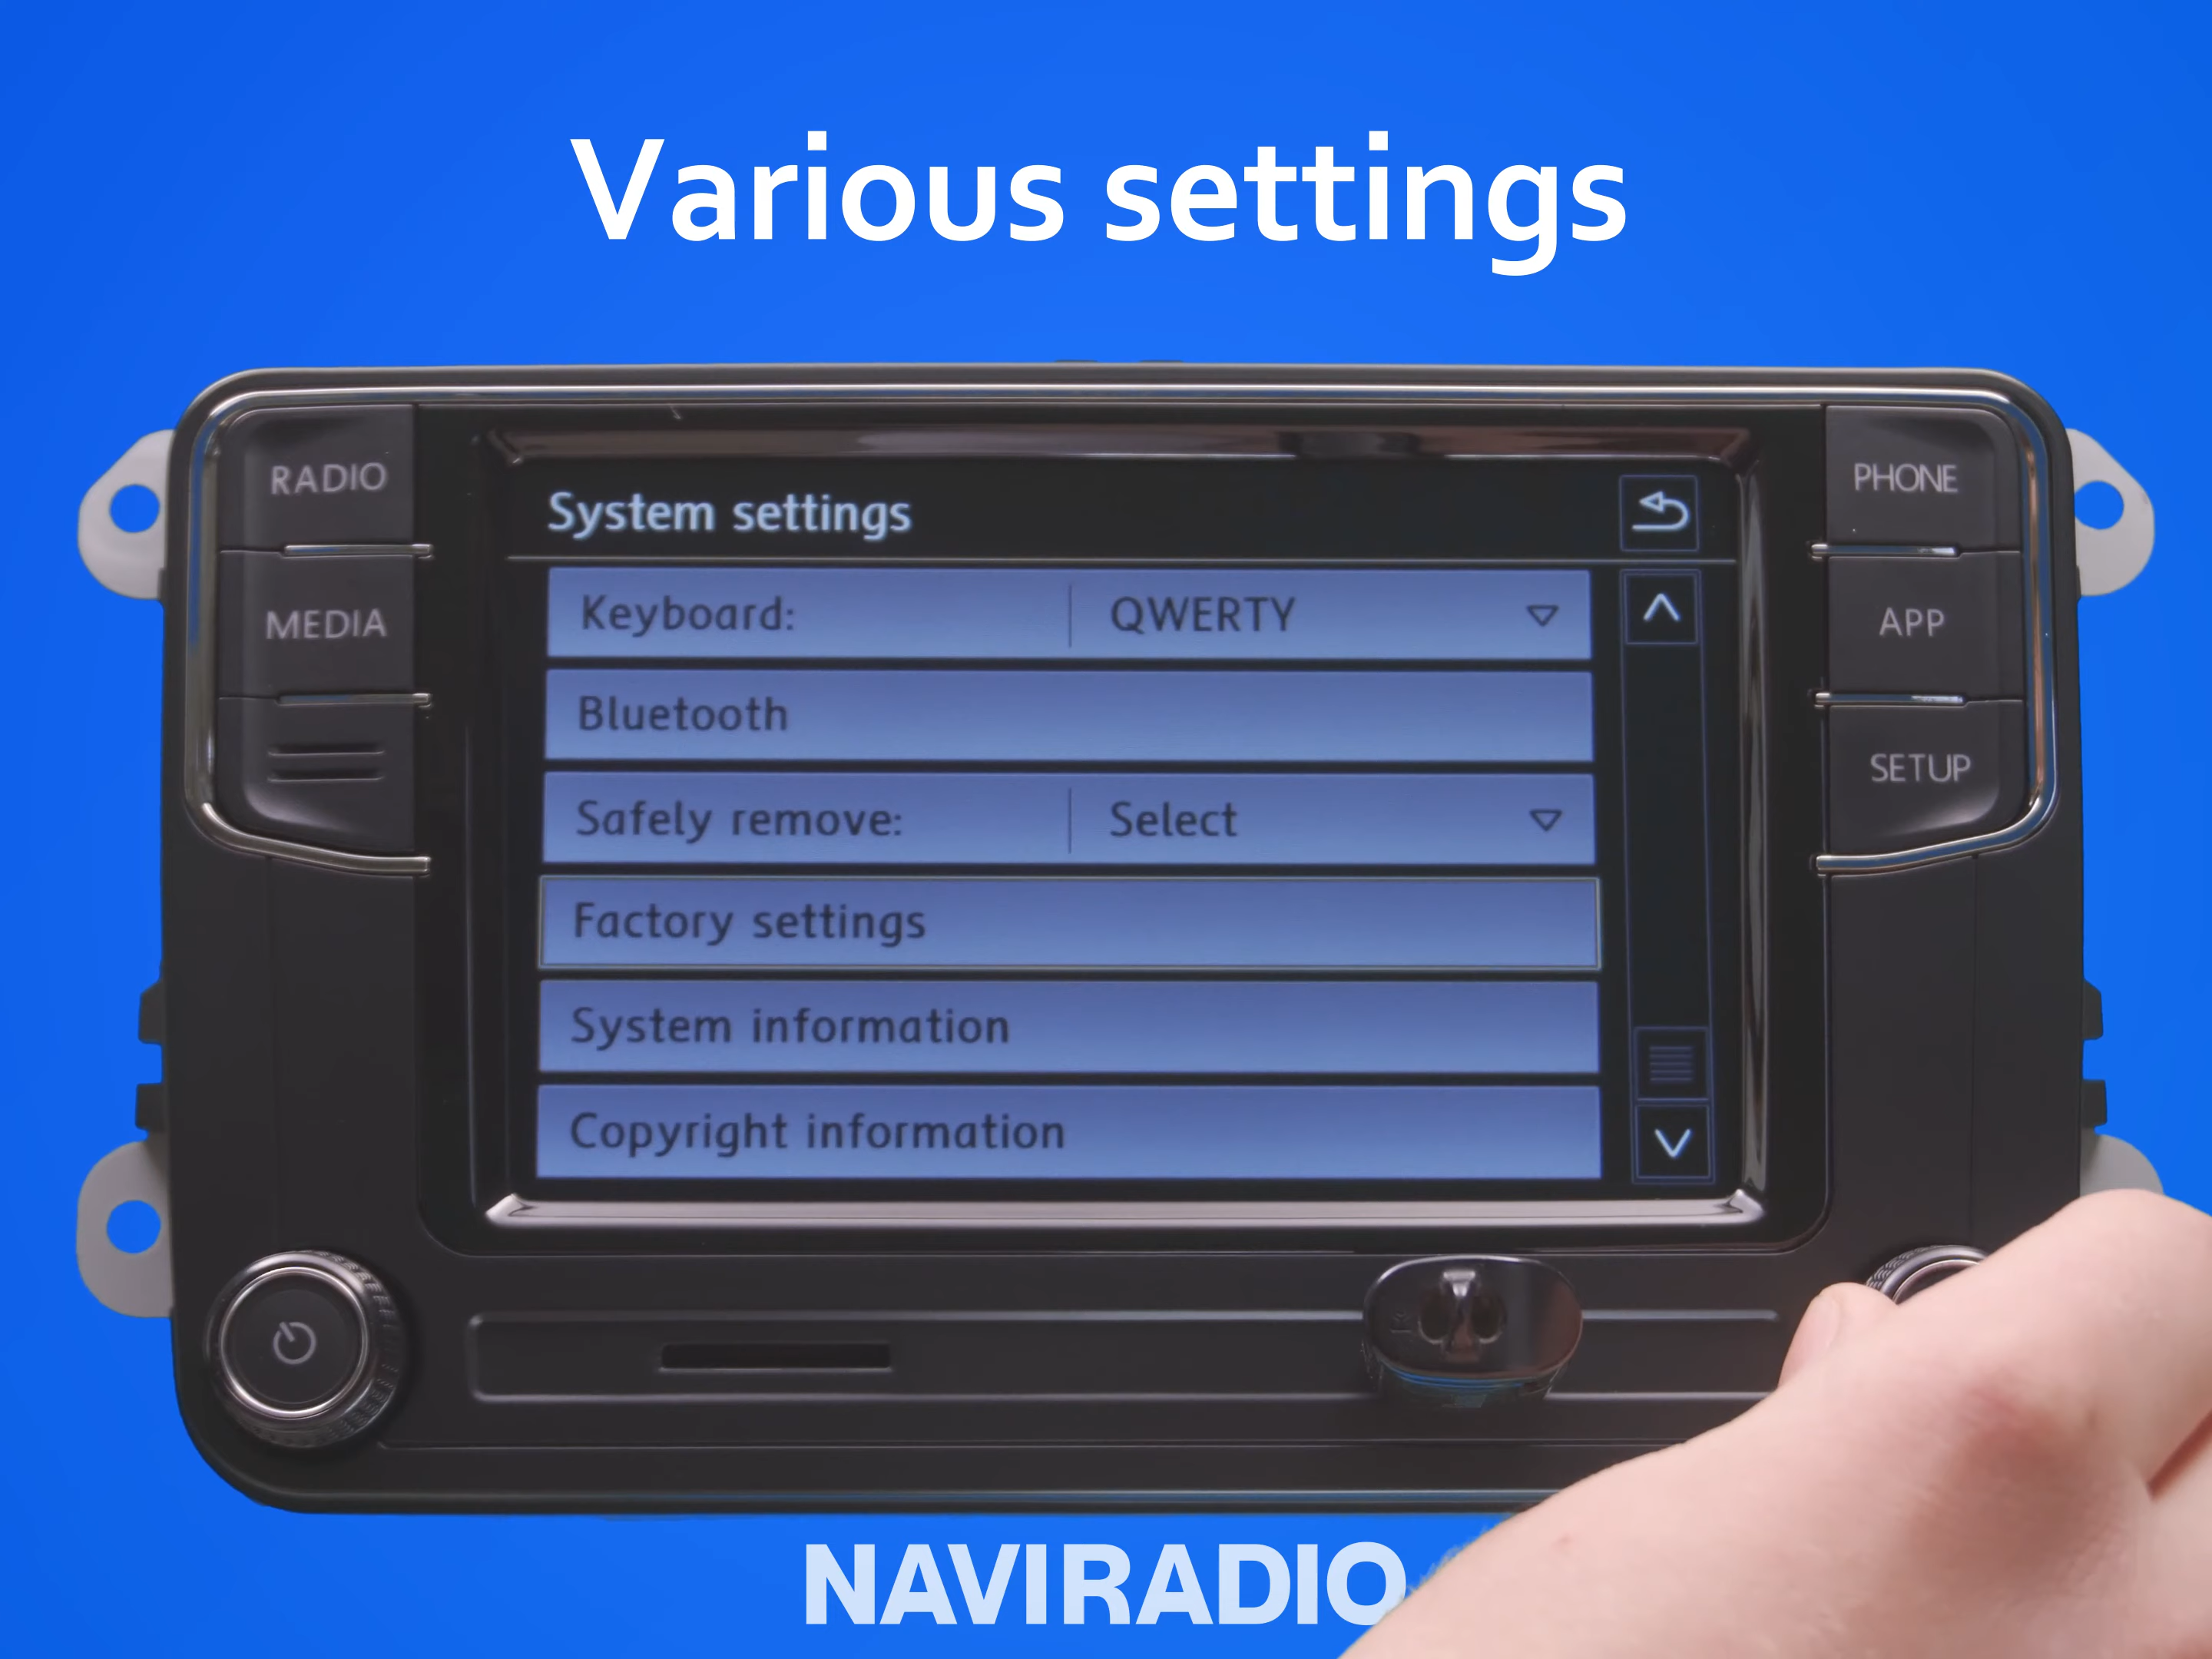 Various settings
RADIO
MEDIA
System settings
Keyboard: QWERTY
Bluetooth
Safely remove: Select
Factory settings
System information
Copyright information
PHONE
APP
SETUP
NAVIRADIO